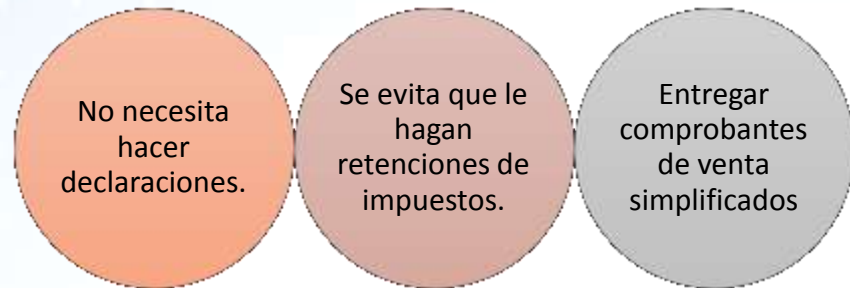 No necesita
hacer
declaraciones.
Se evita que le
hagan
retenciones de
impuestos.
Entregar
comprobantes
de venta
simplificados